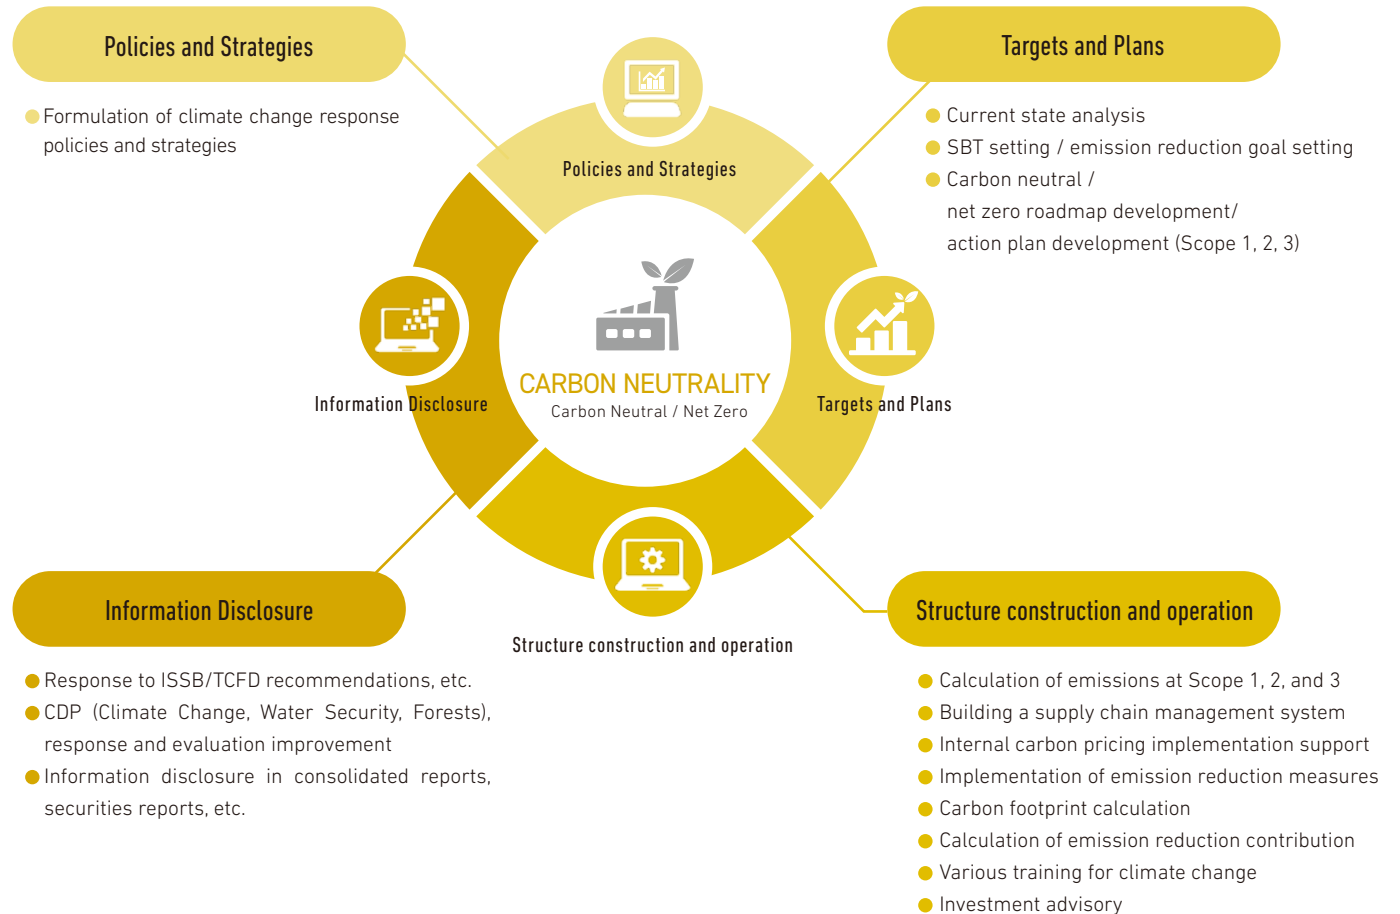 Policies and Strategies
Formulation of climate change response
policies and strategies
Targets and Plans
Current state analysis
SBT setting / emission reduction goal setting
Carbon neutral /
net zero roadmap development/
action plan development (Scope 1, 2, 3)
Policies and Strategies
Information Disclosure
CARBON NEUTRALITY
Carbon Neutral / Net Zero
Targets and Plans
Structure construction and operation
Information Disclosure
Response to ISSB/TCFD recommendations, etc.
CDP (Climate Change, Water Security, Forests),
response and evaluation improvement
Information disclosure in consolidated reports,
securities reports, etc.
Structure construction and operation
Calculation of emissions at Scope 1, 2, and 3
Building a supply chain management system
Internal carbon pricing implementation support
Implementation of emission reduction measures
Carbon footprint calculation
Calculation of emission reduction contribution
Various training for climate change
Investment advisory